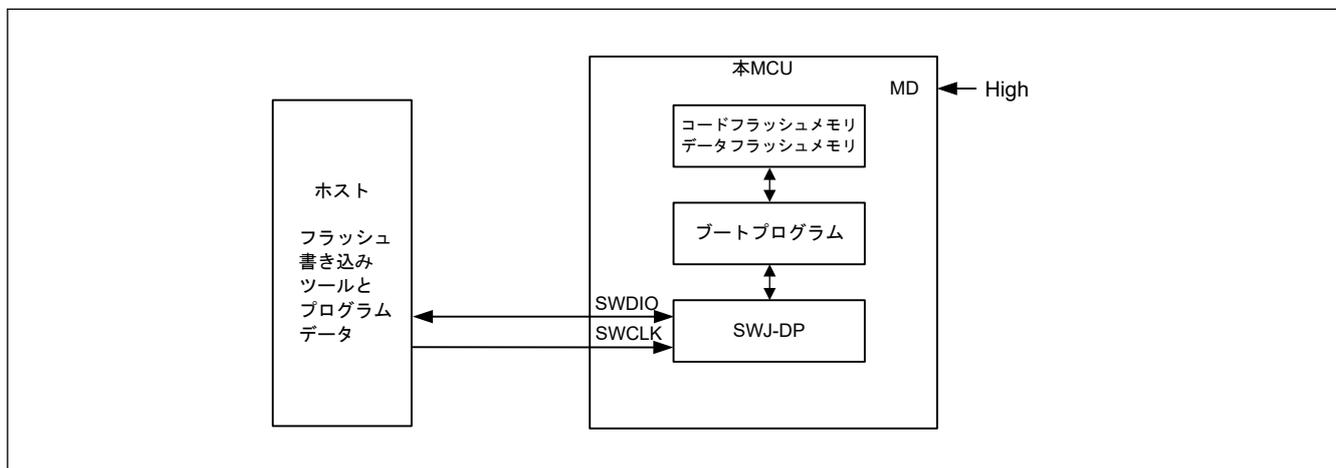 本MCU
MD
High
コードフラッシュメモリ
データフラッシュメモリ
ホスト
フラッシュ
書き込み
ツールと
プログラム
データ
ブートプログラム
SWDIO
SWCLK
SWJ-DP